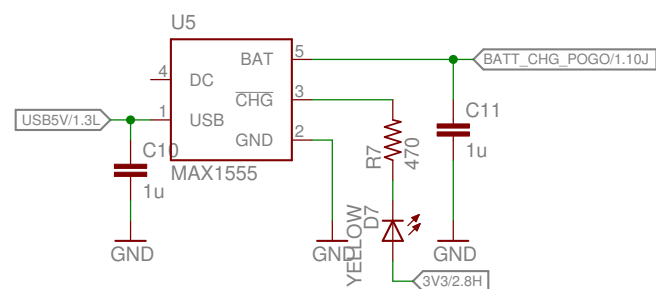 U5
BAT
5
BATT_CHG_POGO/1.10J
4
DC
CHG
3
USB5V/1.3L
1
USB
C11
GND
2
1u
C10
1u
R7
470
MAX1555
YELLOW
D7
GND
GND
GND
3V3/2.8H